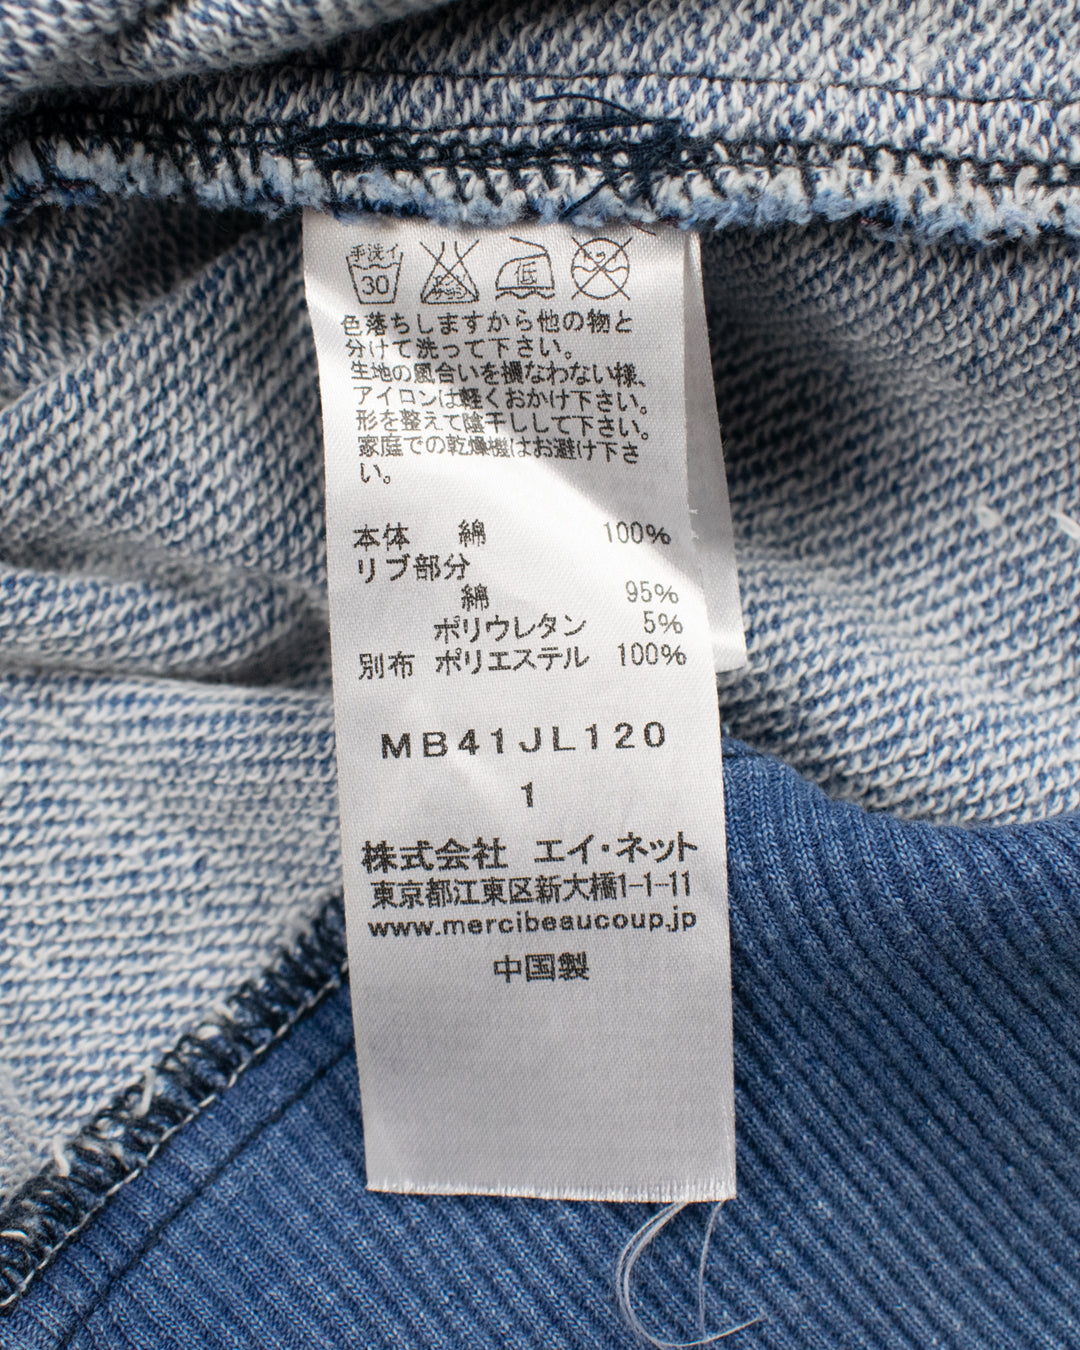 手洗イ
30
低
色落ちしますから他の物と
分けて洗って下さい。
生地の風合いを損なわない様、
アイロンは軽くおかけ下さい。
形を整えて陰干しして下さい。
家庭での乾燥機はお避け下さ
い。
本体 綿 100%
リブ部分
綿 95%
ポリウレタン 5%
別布 ポリエステル 100%
MB41JL120
1
株式会社 エイ・ネット
東京都江東区新大橋1-1-11
www.mercibeaucoup.jp
中国製